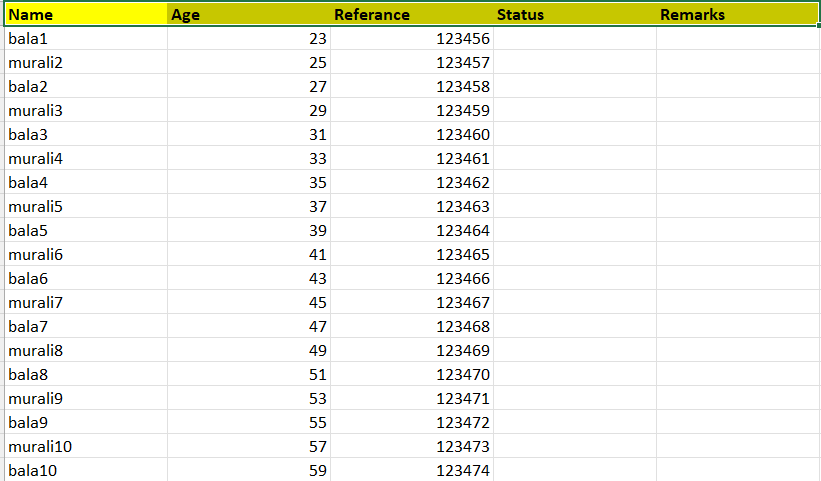 Name Age Referance Status Remarks
bala1 23 123456
murali2 25 123457
bala2 27 123458
murali3 29 123459
bala3 31 123460
murali4 33 123461
bala4 35 123462
murali5 37 123463
bala5 39 123464
murali6 41 123465
bala6 43 123466
murali7 45 123467
bala7 47 123468
murali8 49 123469
bala8 51 123470
murali9 53 123471
bala9 55 123472
murali10 57 123473
bala10 59 123474